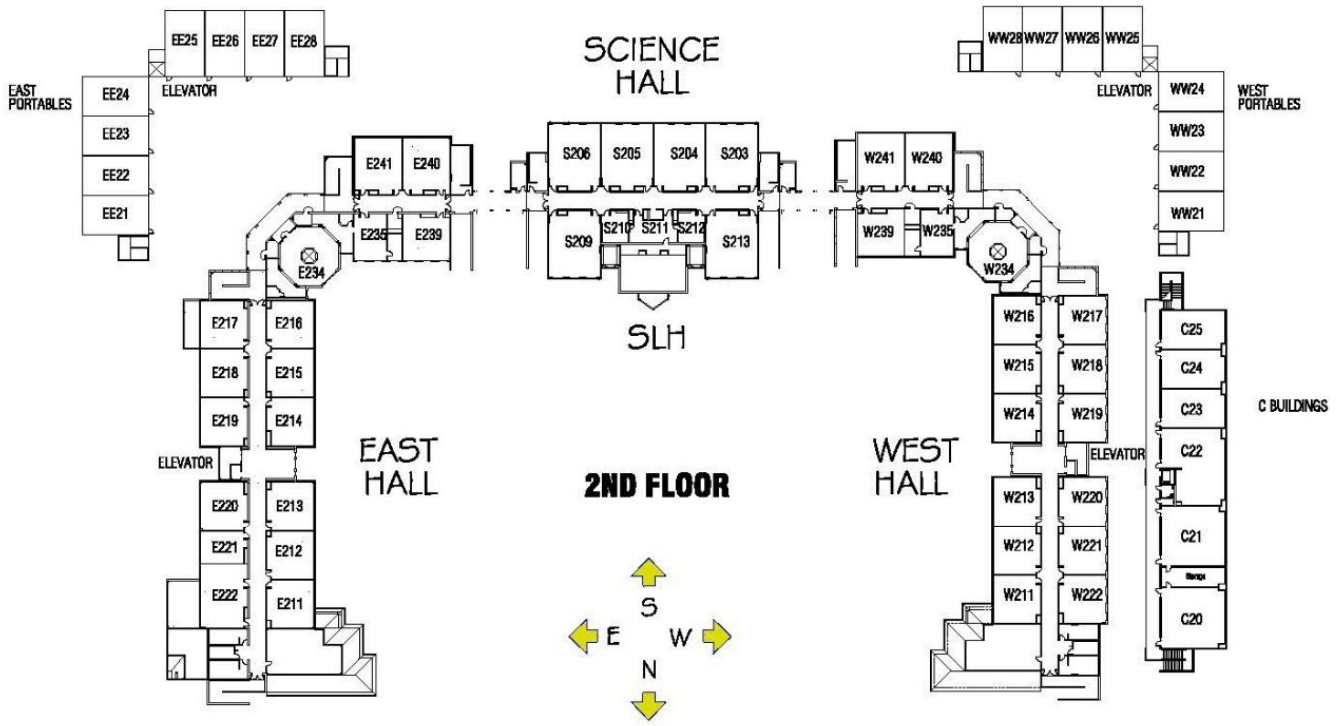 EE25 EE26 EE27 EE28
SCIENCE
HALL
WW28 WW27 WW26 WW25
EAST
PORTABLES
ELEVATOR
EE24
EE23
EE22
EE21
ELEVATOR
WEST
PORTABLES
WW24
WW23
WW22
WW21
E241 E240
E235 E239
E234
S206 S205 S204 S203
S209 S210 S211 S212 S213
SLH
W241 W240
W239 W235
W234
E217 E216
E218 E215
E219 E214
ELEVATOR
E220 E213
E221 E212
E222 E211
EAST
HALL
2ND FLOOR
WEST
HALL
S
E W
N
W216 W217
W215 W218
W214 W219
ELEVATOR
W213 W220
W212 W221
W211 W222
C25
C24
C23
C22
C21
Storage
C20
C BUILDINGS